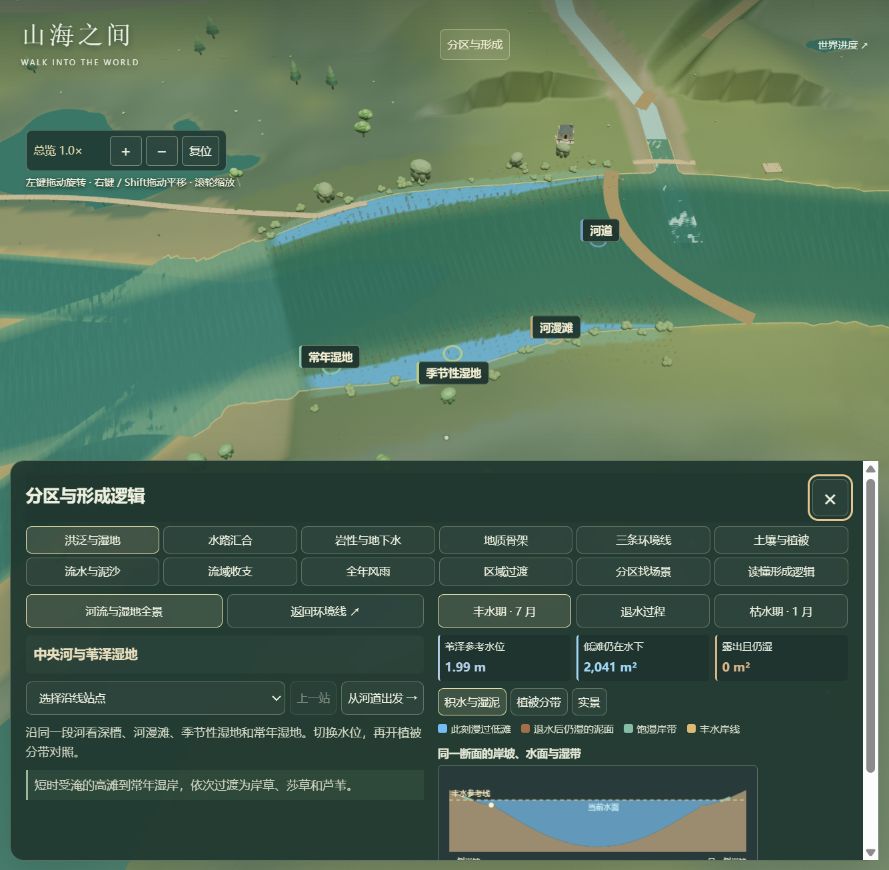 山海之间
WALK INTO THE WORLD
分区与形成
世界进度 ↗
总览 1.0×
+
−
复位
左键拖动旋转 · 右键 / Shift拖动平移 · 滚轮缩放
河道
河漫滩
常年湿地
季节性湿地
分区与形成逻辑
×
洪泛与湿地
水路汇合
岩性与地下水
地质骨架
三条环境线
土壤与植被
流水与泥沙
流域收支
全年风雨
区域过渡
分区找场景
读懂形成逻辑
河流与湿地全景
返回环境线 ↗
丰水期 · 7 月
退水过程
枯水期 · 1 月
中央河与苇泽湿地
选择沿线站点
上一站
从河道出发 →
沿同一段河看深槽、河漫滩、季节性湿地和常年湿地。切换水位，再开植被
分带对照。
短时受淹的高滩到常年湿岸，依次过渡为岸草、莎草和芦苇。
苇泽参考水位
1.99 m
低滩仍在水下
2,041 m²
露出且仍湿
0 m²
积水与湿泥
植被分带
实景
此刻漫过低滩
退水后仍湿的泥面
饱湿岸带
丰水岸线
同一断面的岸坡、水面与湿带
丰水参考线
当前水面